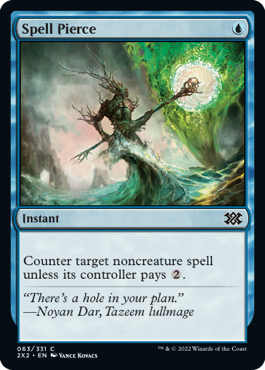 Spell Pierce
Instant
Counter target noncreature spell
unless its controller pays 2.
"There's a hole in your plan."
—Noyan Dar, Tazeem lullmage
063/331 C
2X2 • EN VANCE KOVACS
™ & © 2022 Wizards of the Coast